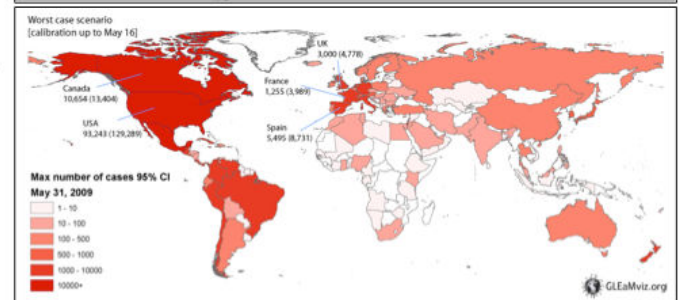 Worst case scenario
[calibration up to May 16]
UK
3,000 (4,778)
France
1,255 (3,989)
Canada
10,654 (13,404)
USA
93,243 (129,289)
Spain
5,495 (8,731)
Max number of cases 95% CI
May 31, 2009
1 - 10
10 - 100
100 - 500
500 - 1000
1000 - 10000
10000+
GLEaMviz.org